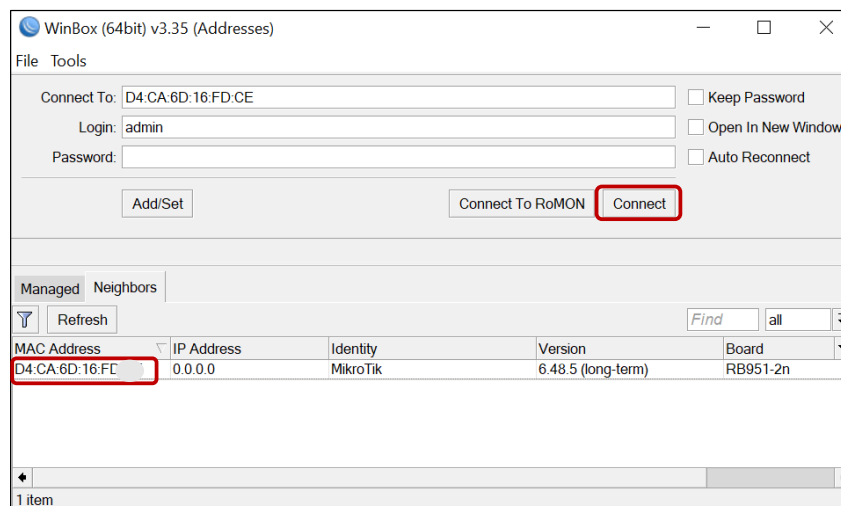 WinBox (64bit) v3.35 (Addresses)
File Tools
Connect To: D4:CA:6D:16:FD:CE Keep Password
Login: admin Open In New Window
Password: Auto Reconnect
Add/Set Connect To RoMON Connect
Managed Neighbors
Refresh Find all
MAC Address IP Address Identity Version Board
D4:CA:6D:16:FD 0.0.0.0 MikroTik 6.48.5 (long-term) RB951-2n
1 item